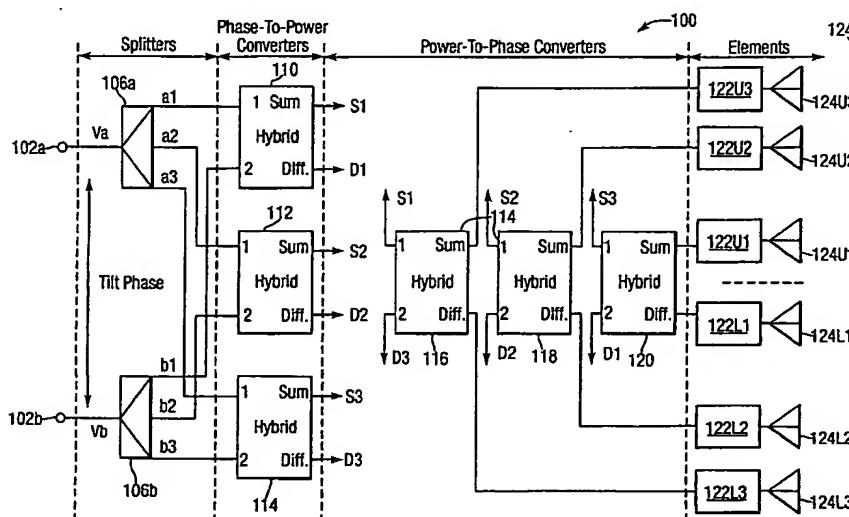 100
124
Phase-To-Power Converters
Splitters
Power-To-Phase Converters
Elements
106a
110
a1
1 Sum
S1
122U3
124U3
Va
a2
Hybrid
102a
2 Diff.
D1
122U2
124U2
a3
S1
S2
S3
114
112
1 Sum
S2
1 Sum
1 Sum
1 Sum
122U1
124U1
Tilt Phase
Hybrid
Hybrid
Hybrid
Hybrid
2 Diff.
D2
2 Diff.
2 Diff.
2 Diff.
122L1
124L1
D3
116
D2
118
D1
120
b1
1 Sum
S3
102b
b2
Hybrid
122L2
124L2
Vb
b3
2 Diff.
D3
122L3
124L3
106b
114